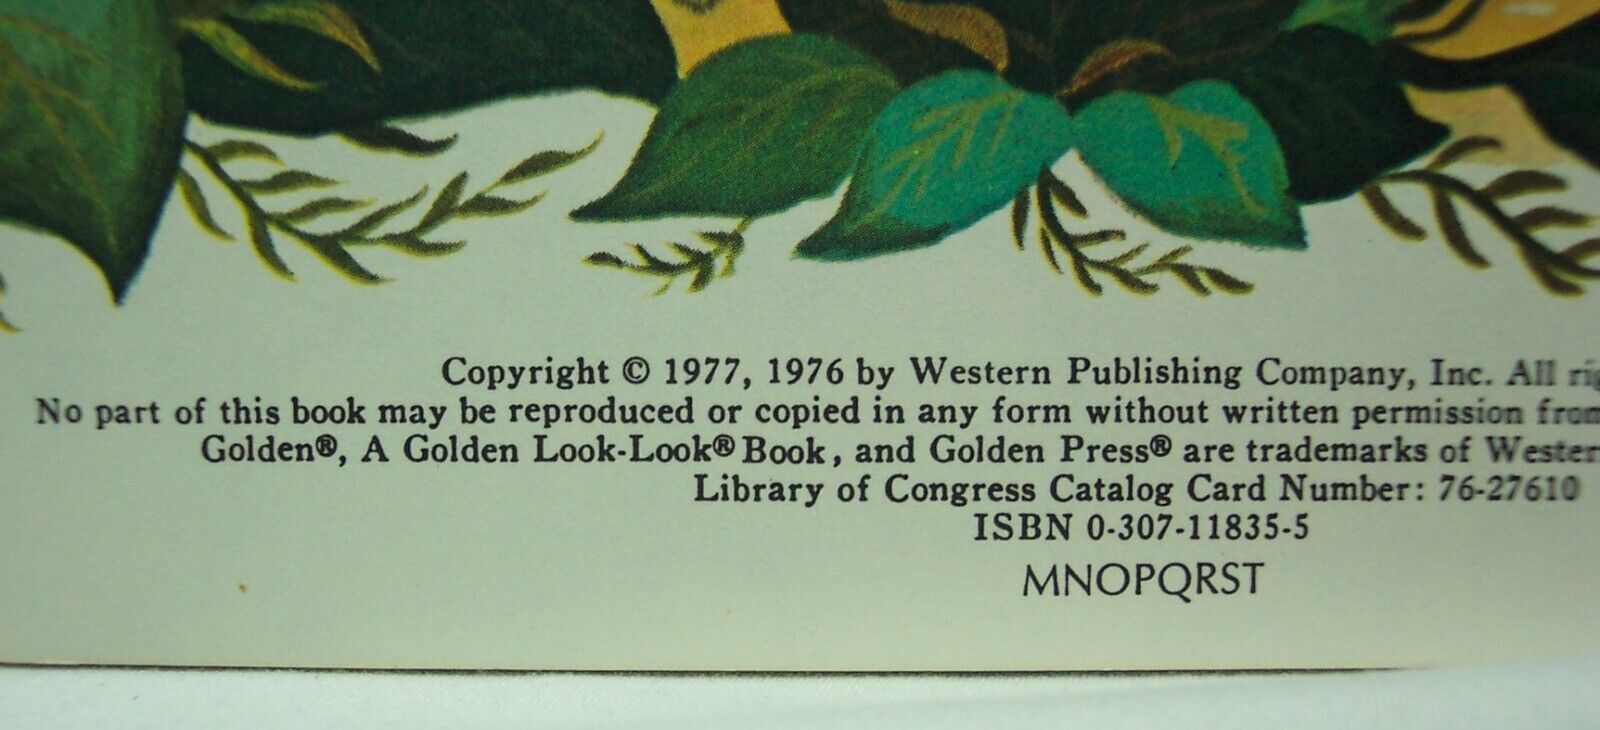 Copyright © 1977, 1976 by Western Publishing Company, Inc. All
No part of this book may be reproduced or copied in any form without written permission from
Golden®, A Golden Look-Look® Book, and Golden Press® are trademarks of
Library of Congress Catalog Card Number: 76-27610
ISBN 0-307-11835-5
MNOPQRST